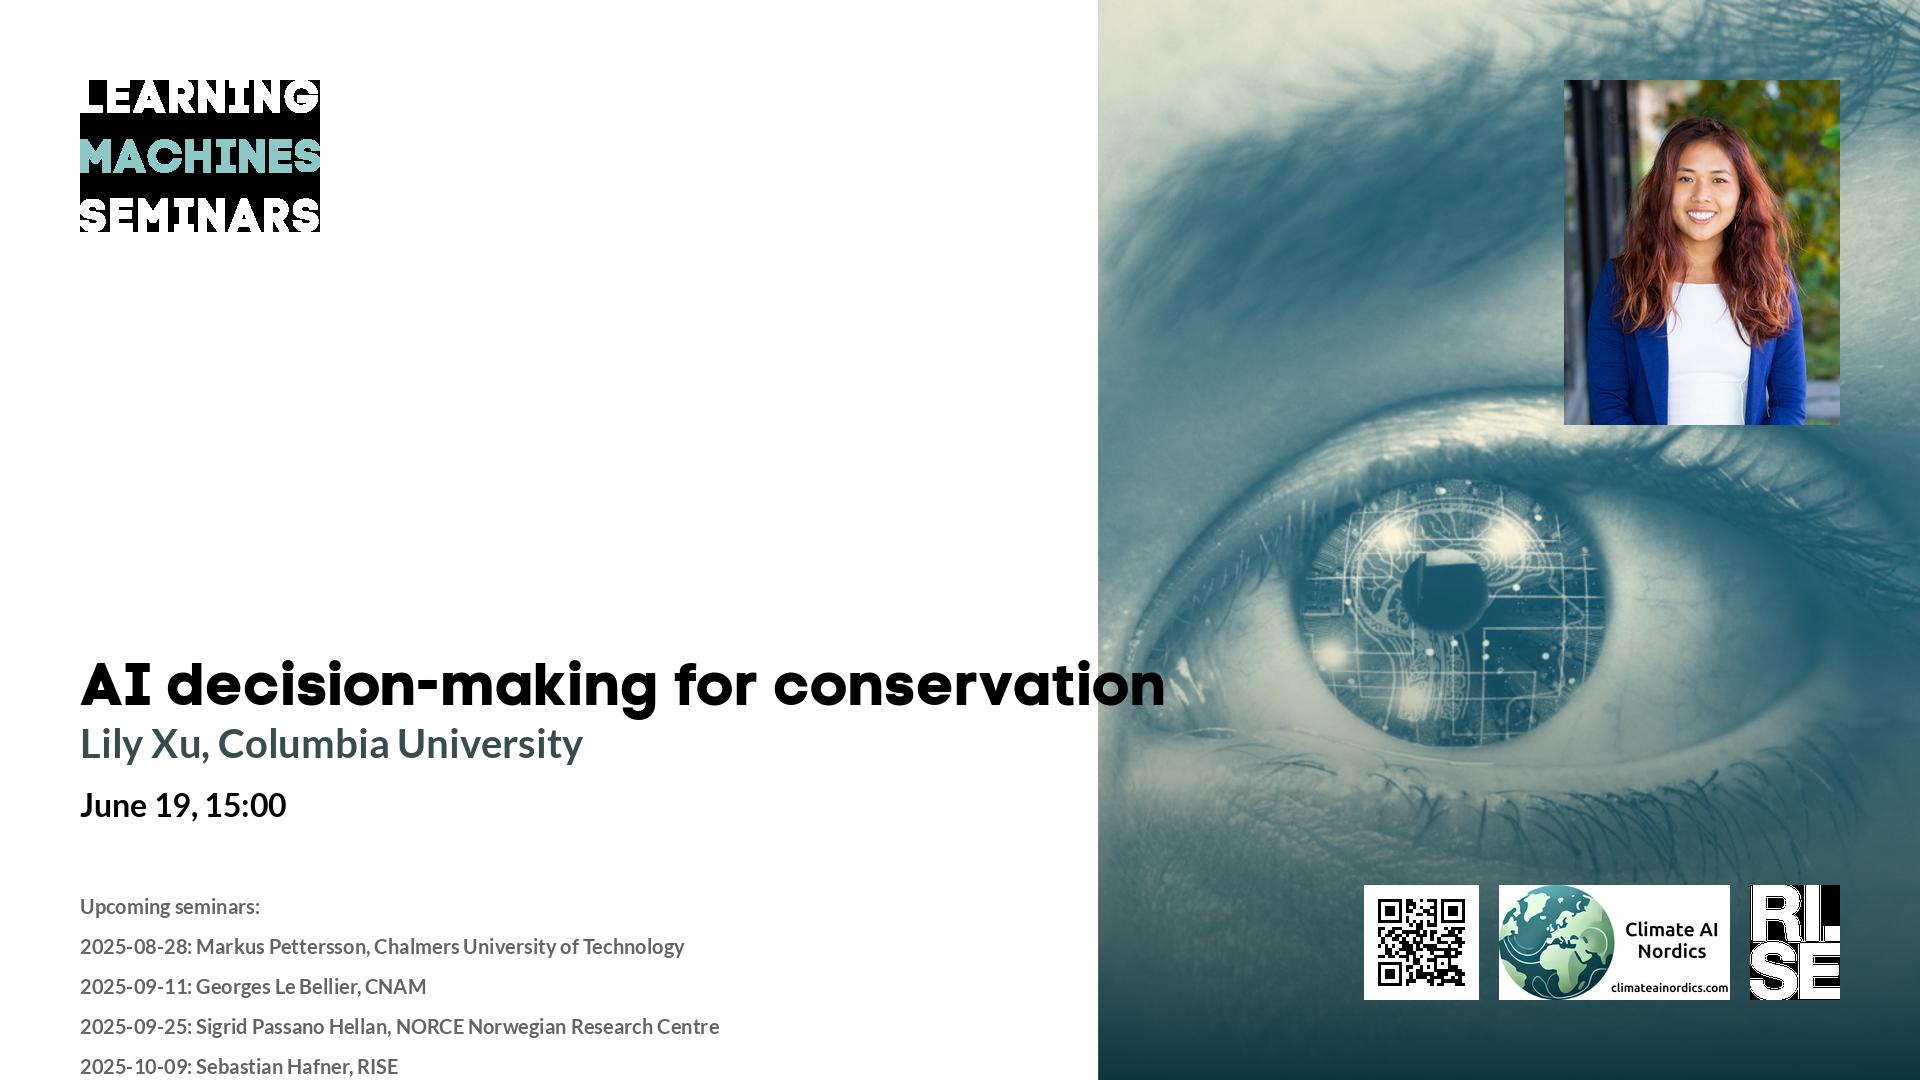 LEARNING
MACHINES
SEMINARS
AI decision-making for conservation
Lily Xu, Columbia University
June 19, 15:00
Upcoming seminars:
2025-08-28: Markus Pettersson, Chalmers University of Technology
2025-09-11: Georges Le Bellier, CNAM
2025-09-25: Sigrid Passano Hellan, NORCE Norwegian Research Centre
2025-10-09: Sebastian Hafner, RISE
Climate AI
Nordics
climateainordics.com
RI.
SE